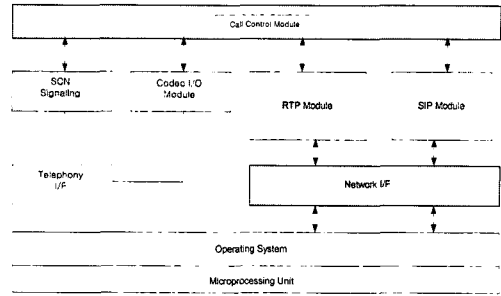 Call Control Module
SCN
Signaling
Codec I/O
Module
RTP Module
SIP Module
Telephony
I/F
Network I/F
Operating System
Microprocessing Unit